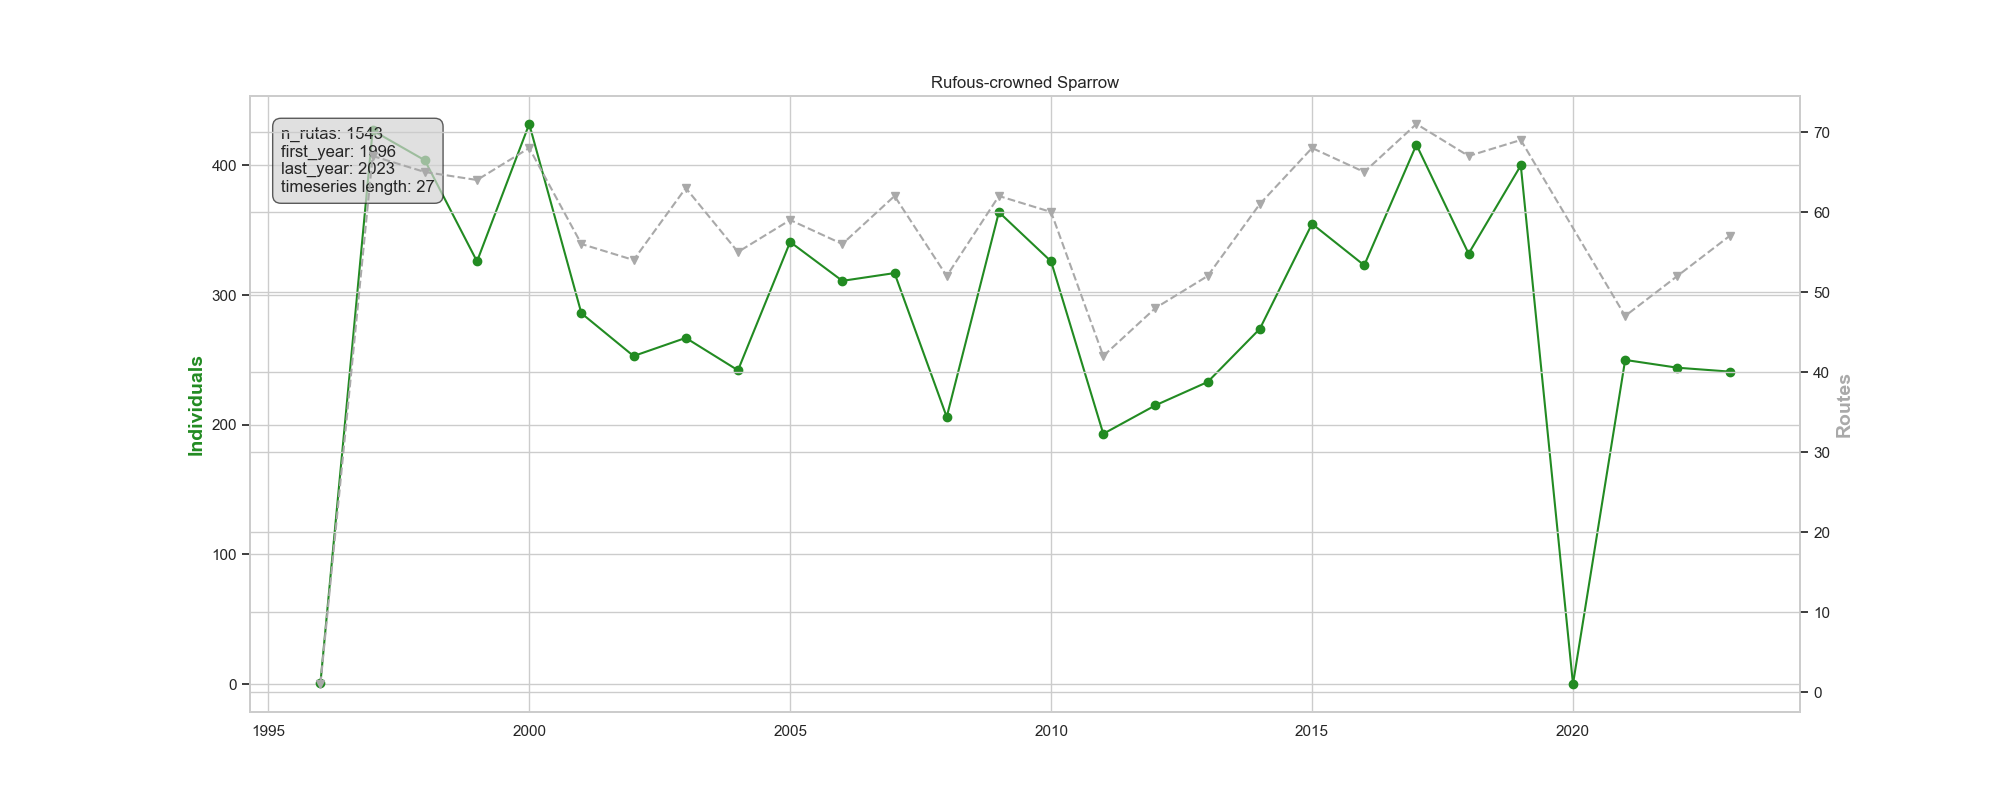 Rufous-crowned Sparrow
n_rutas: 1543
first_year: 1996
last_year: 2023
timeseries length: 27
Individuals
400
300
200
100
0
70
60
50
40
30
20
10
0
Routes
1995 2000 2005 2010 2015 2020